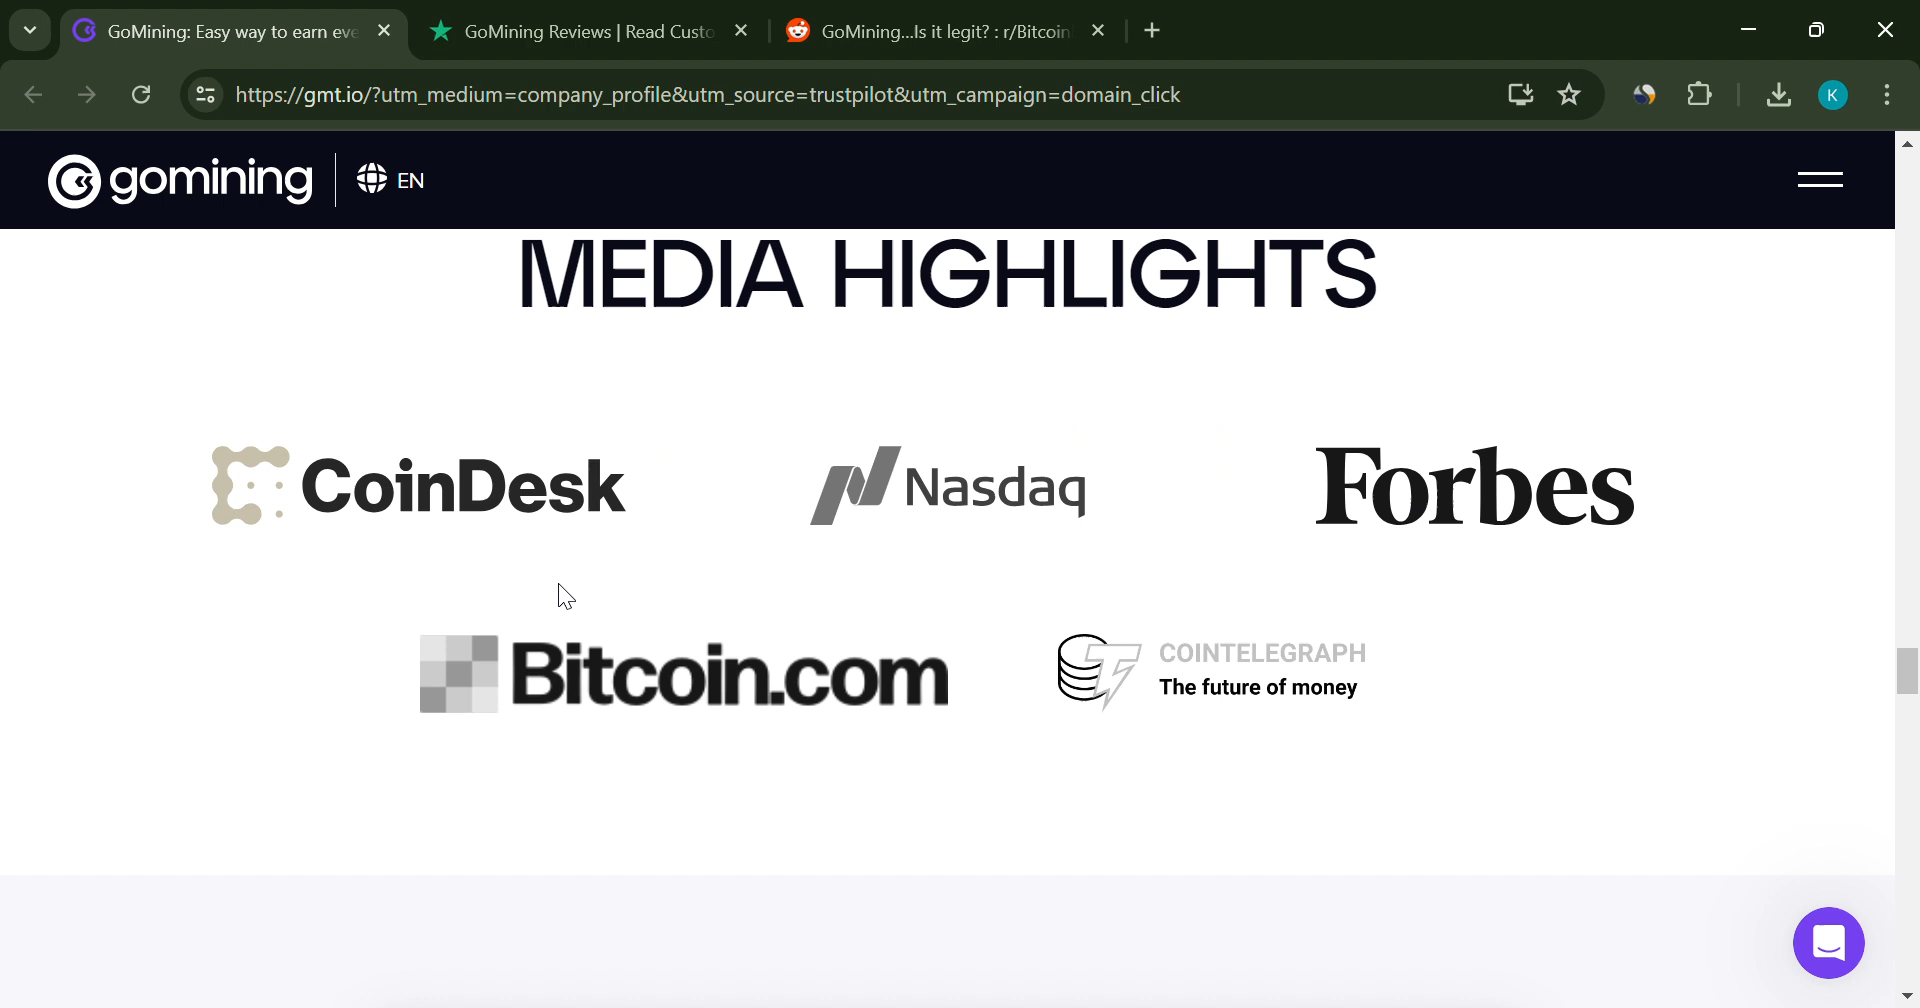 GoMining: Easy way to earn eve
GoMining Reviews | Read Custo
GoMining...Is it legit? : r/Bitcoin
https://gmt.io/?utm_medium=company_profile&utm_source=trustpilot&utm_campaign=domain_click
K
gomining
EN
MEDIA HIGHLIGHTS
CoinDesk
Nasdaq
Forbes
Bitcoin.com
COINTELEGRAPH
The future of money